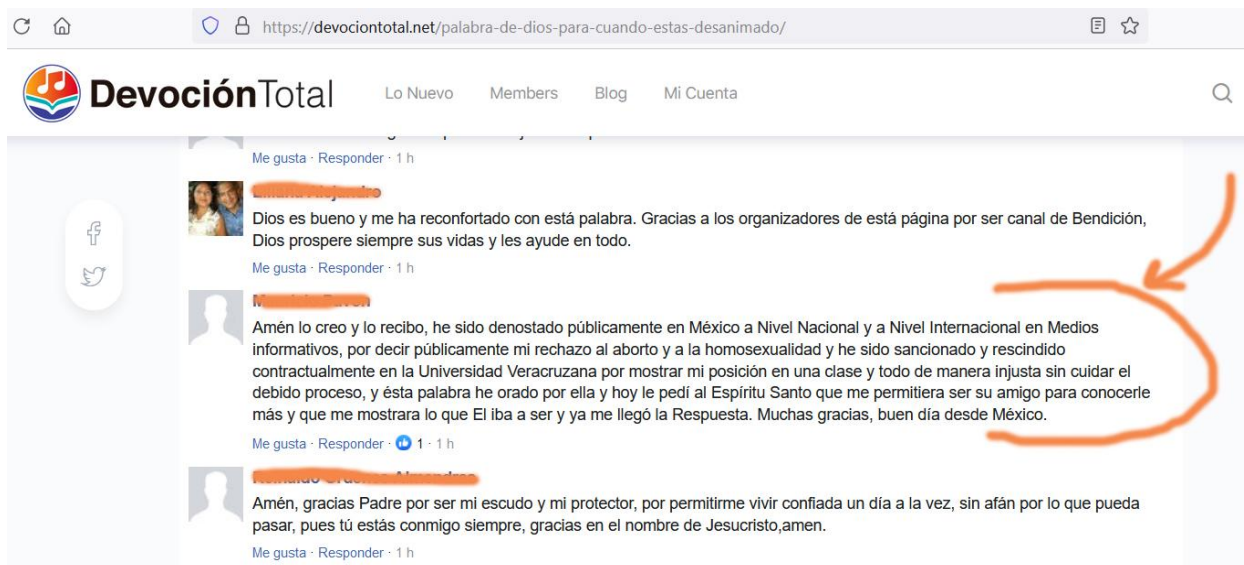 https://devociontotal.net/palabra-de-dios-para-cuando-estas-desanimado/
DevociónTotal
Lo Nuevo Members Blog Mi Cuenta
Me gusta · Responder · 1 h
Dios es bueno y me ha reconfortado con está palabra. Gracias a los organizadores de está página por ser canal de Bendición,
Dios prospere siempre sus vidas y les ayude en todo.
Me gusta · Responder · 1 h
Amén lo creo y lo recibo, he sido denostado públicamente en México a Nivel Nacional y a Nivel Internacional en Medios
informativos, por decir públicamente mi rechazo al aborto y a la homosexualidad y he sido sancionado y rescindido
contractualmente en la Universidad Veracruzana por mostrar mi posición en una clase y todo de manera injusta sin cuidar el
debido proceso, y ésta palabra he orado por ella y hoy le pedí al Espíritu Santo que me permitiera ser su amigo para conocerle
más y que me mostrara lo que El iba a ser y ya me llegó la Respuesta. Muchas gracias, buen día desde México.
Me gusta · Responder · 1 · 1 h
Amén, gracias Padre por ser mi escudo y mi protector, por permitirme vivir confiada un día a la vez, sin afán por lo que pueda
pasar, pues tú estás conmigo siempre, gracias en el nombre de Jesucristo,amen.
Me gusta · Responder · 1 h